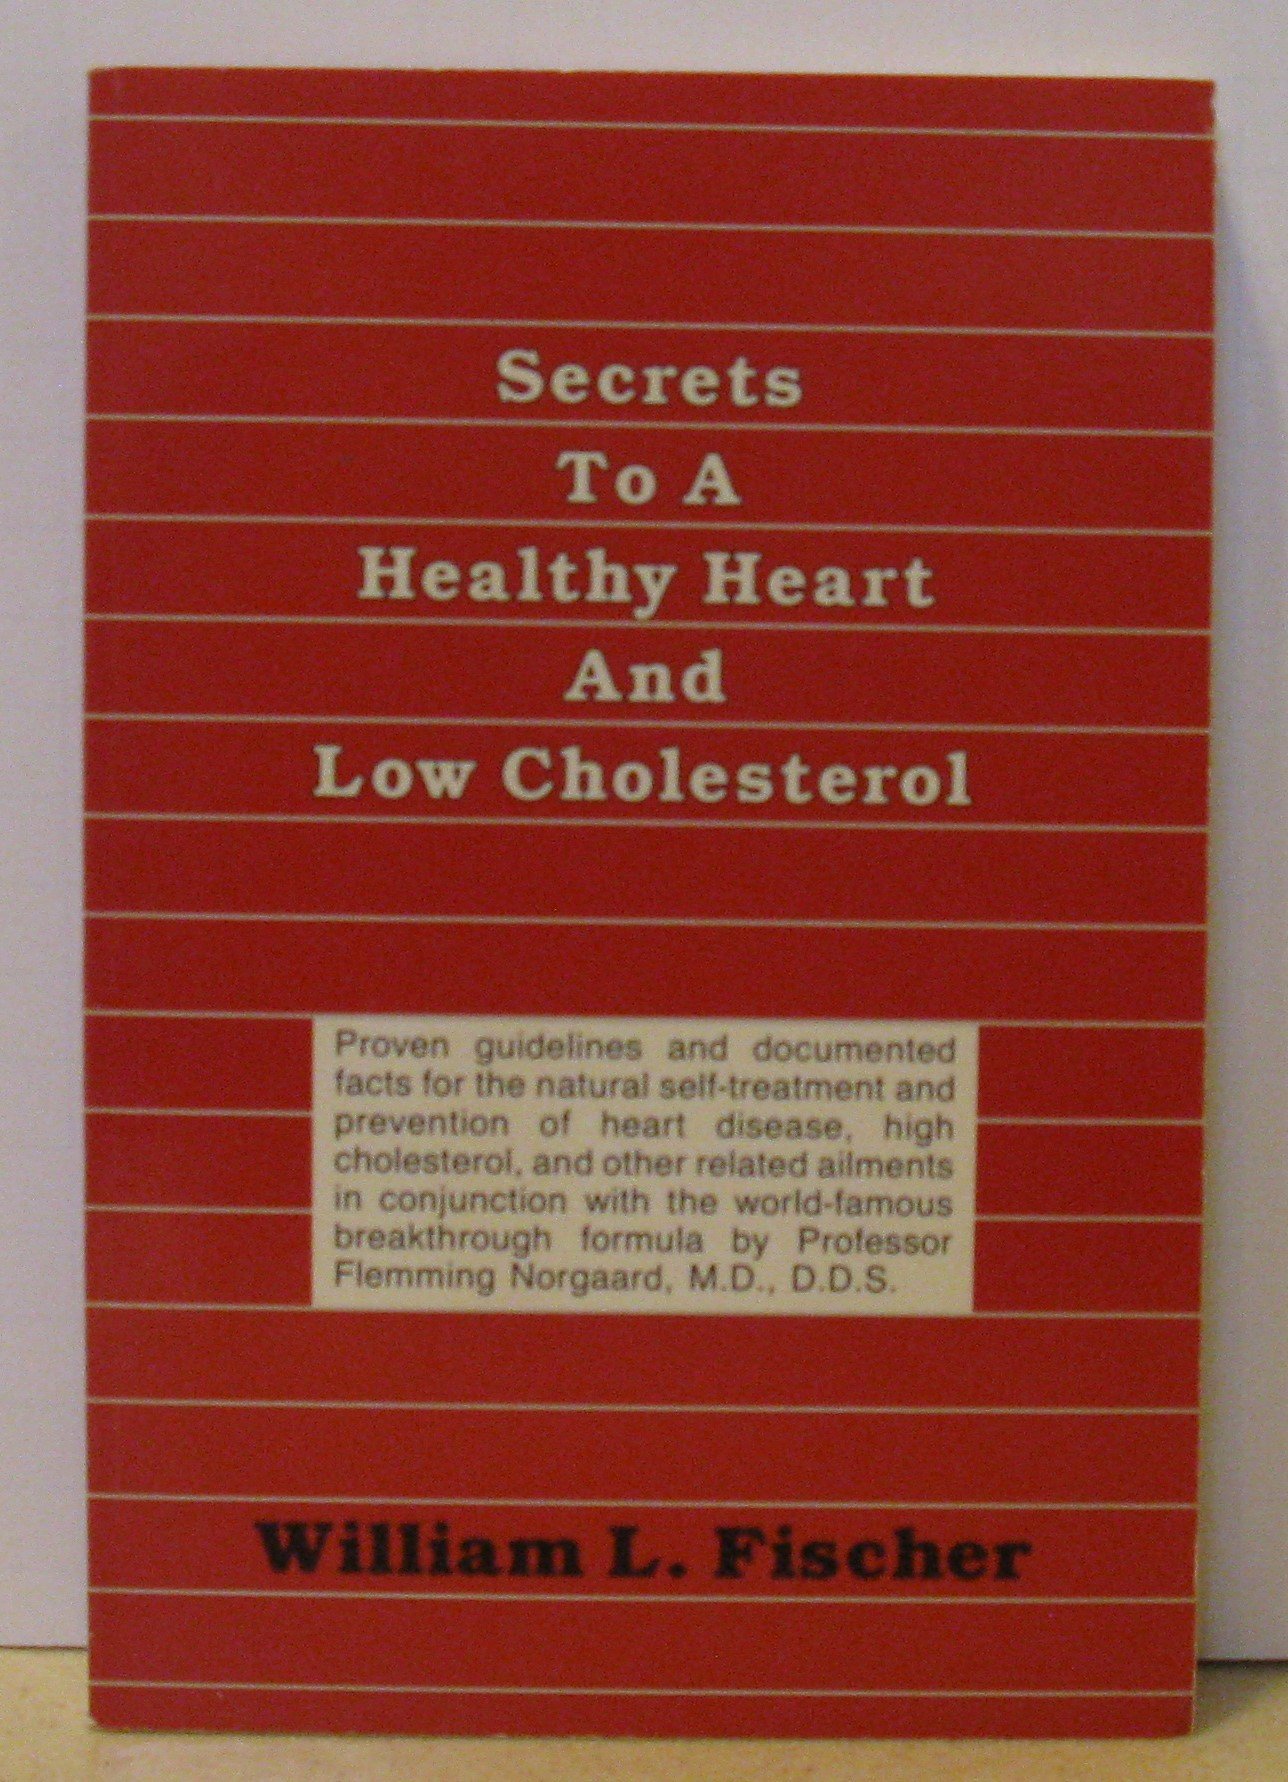 Secrets
To A
Healthy Heart
And
Low Cholesterol
Proven guidelines and documented
facts for the natural self-treatment and
prevention of heart disease, high
cholesterol, and other related ailments
in conjunction with the world-famous
breakthrough formula by Professor
Flemming Norgaard, M.D., D.D.S.
William L. Fischer